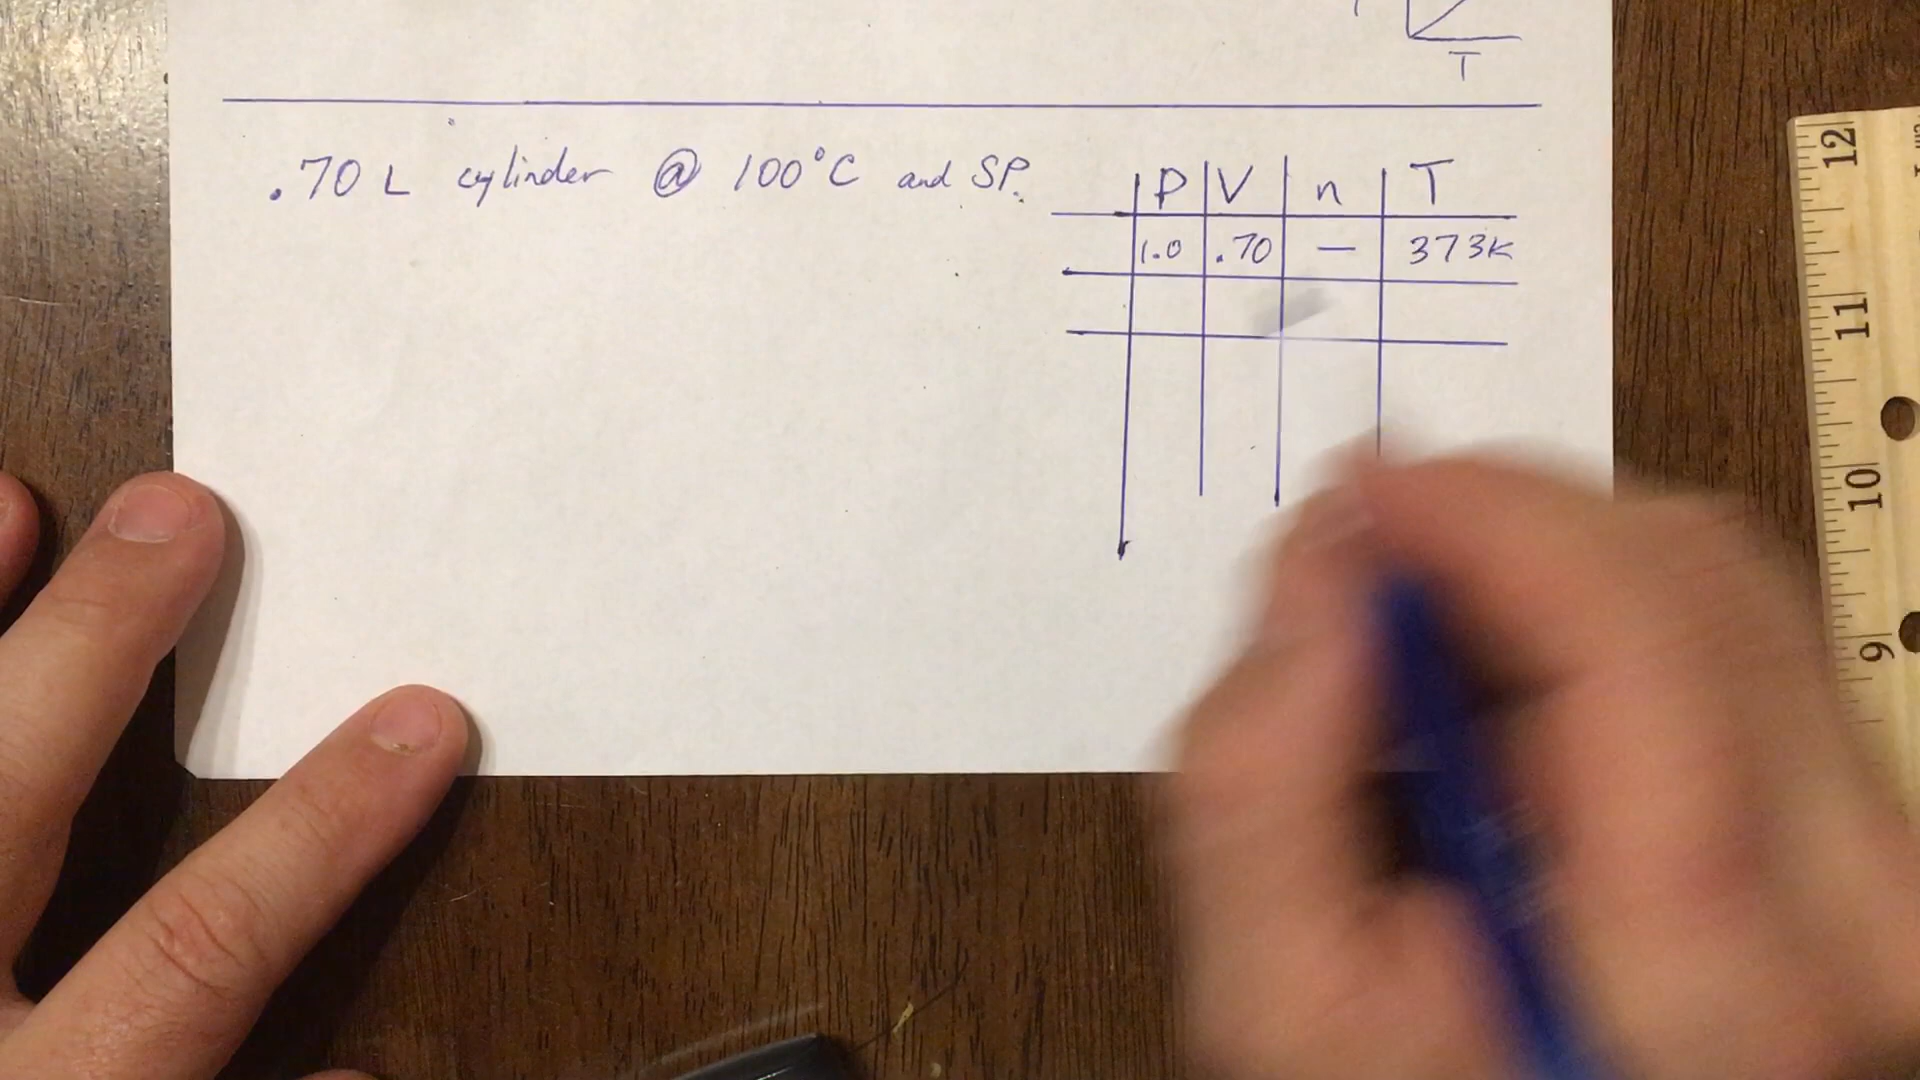 T
.70 L cylinder @ 100°C and SP.
P V n T
1.0 .70 — 373K
12
11
10
9